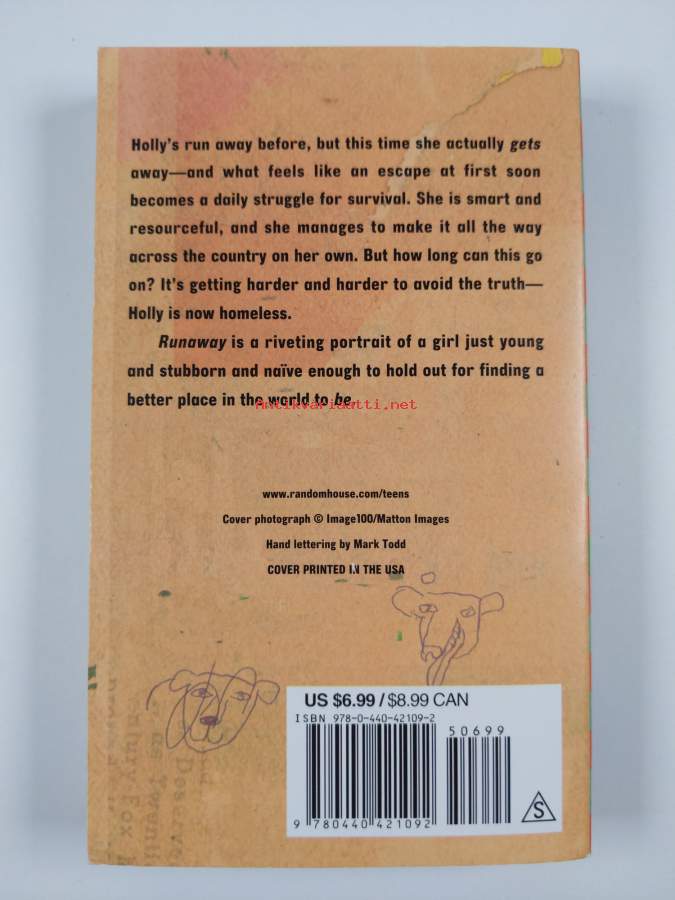 Holly's run away before, but this time she actually gets
away—and what feels like an escape at first soon
becomes a daily struggle for survival. She is smart and
resourceful, and she manages to make it all the way
across the country on her own. But how long can this go
on? It's getting harder and harder to avoid the truth—
Holly is now homeless.
Runaway is a riveting portrait of a girl just young
and stubborn and naïve enough to hold out for finding a
better place in the world to be.
Antikvariaatti.net
www.randomhouse.com/teens
Cover photograph © Image100/Matton Images
Hand lettering by Mark Todd
COVER PRINTED IN THE USA
US $6.99 / $8.99 CAN
ISBN 978-0-440-42109-2
50699
9 780440 421092
S